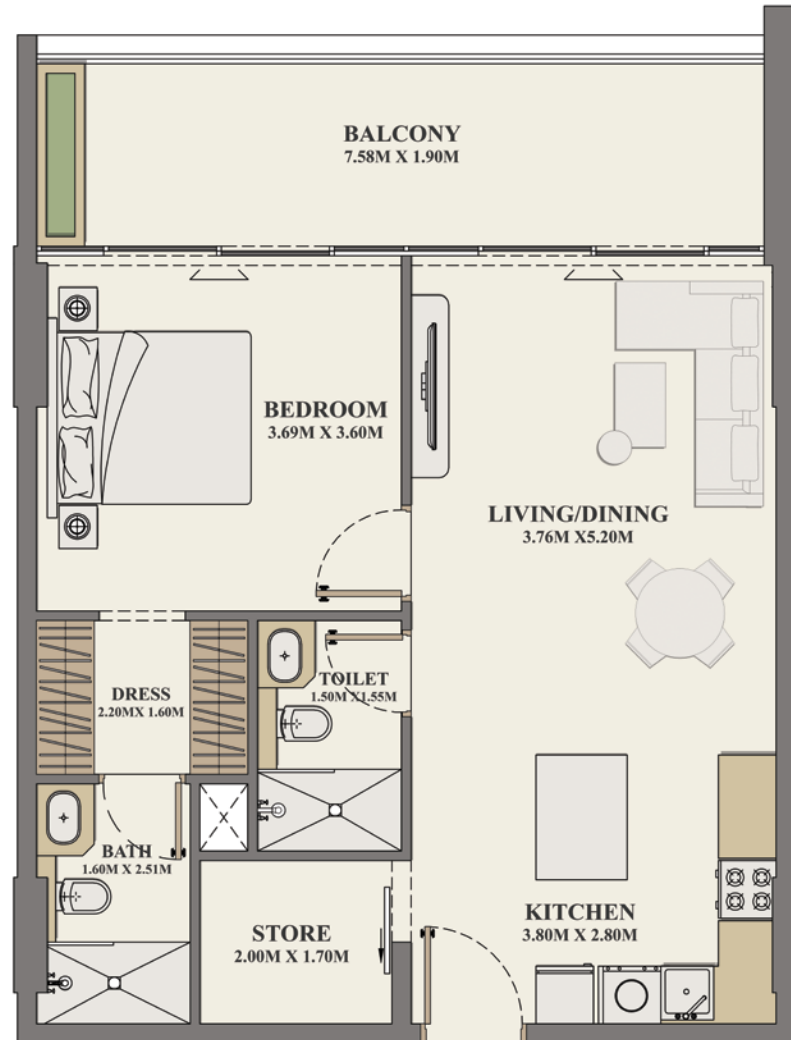 BALCONY
7.58M X 1.90M
BEDROOM
3.69M X 3.60M
LIVING/DINING
3.76M X5.20M
TOILET
1.50M X1.55M
DRESS
2.20MX 1.60M
BATH
1.60M X 2.51M
KITCHEN
3.80M X 2.80M
STORE
2.00M X 1.70M